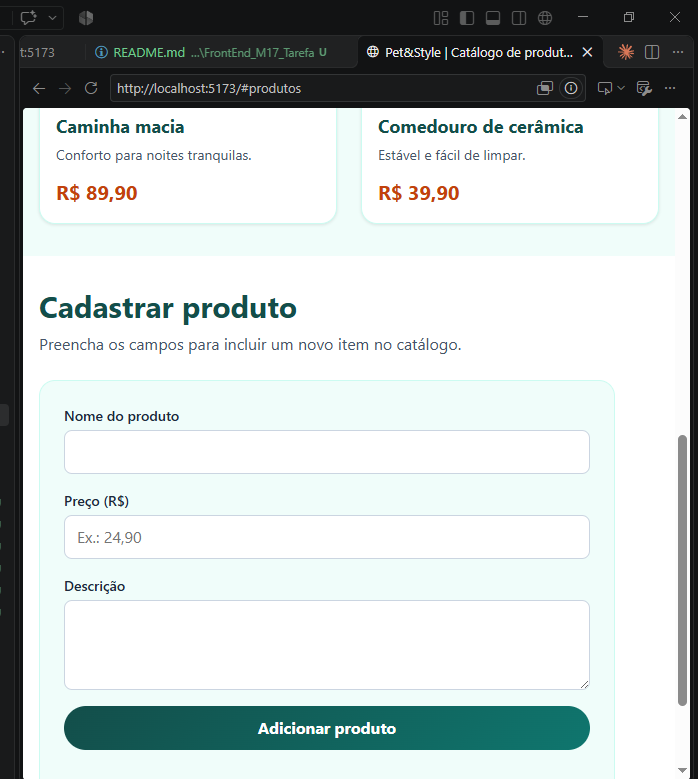 t:5173
README.md ...\FrontEnd_M17_Tarefa U
Pet&Style | Catálogo de produt...
http://localhost:5173/#produtos
Caminha macia
Conforto para noites tranquilas.
R$ 89,90
Comedouro de cerâmica
Estável e fácil de limpar.
R$ 39,90
Cadastrar produto
Preencha os campos para incluir um novo item no catálogo.
Nome do produto
Preço (R$)
Ex.: 24,90
Descrição
Adicionar produto